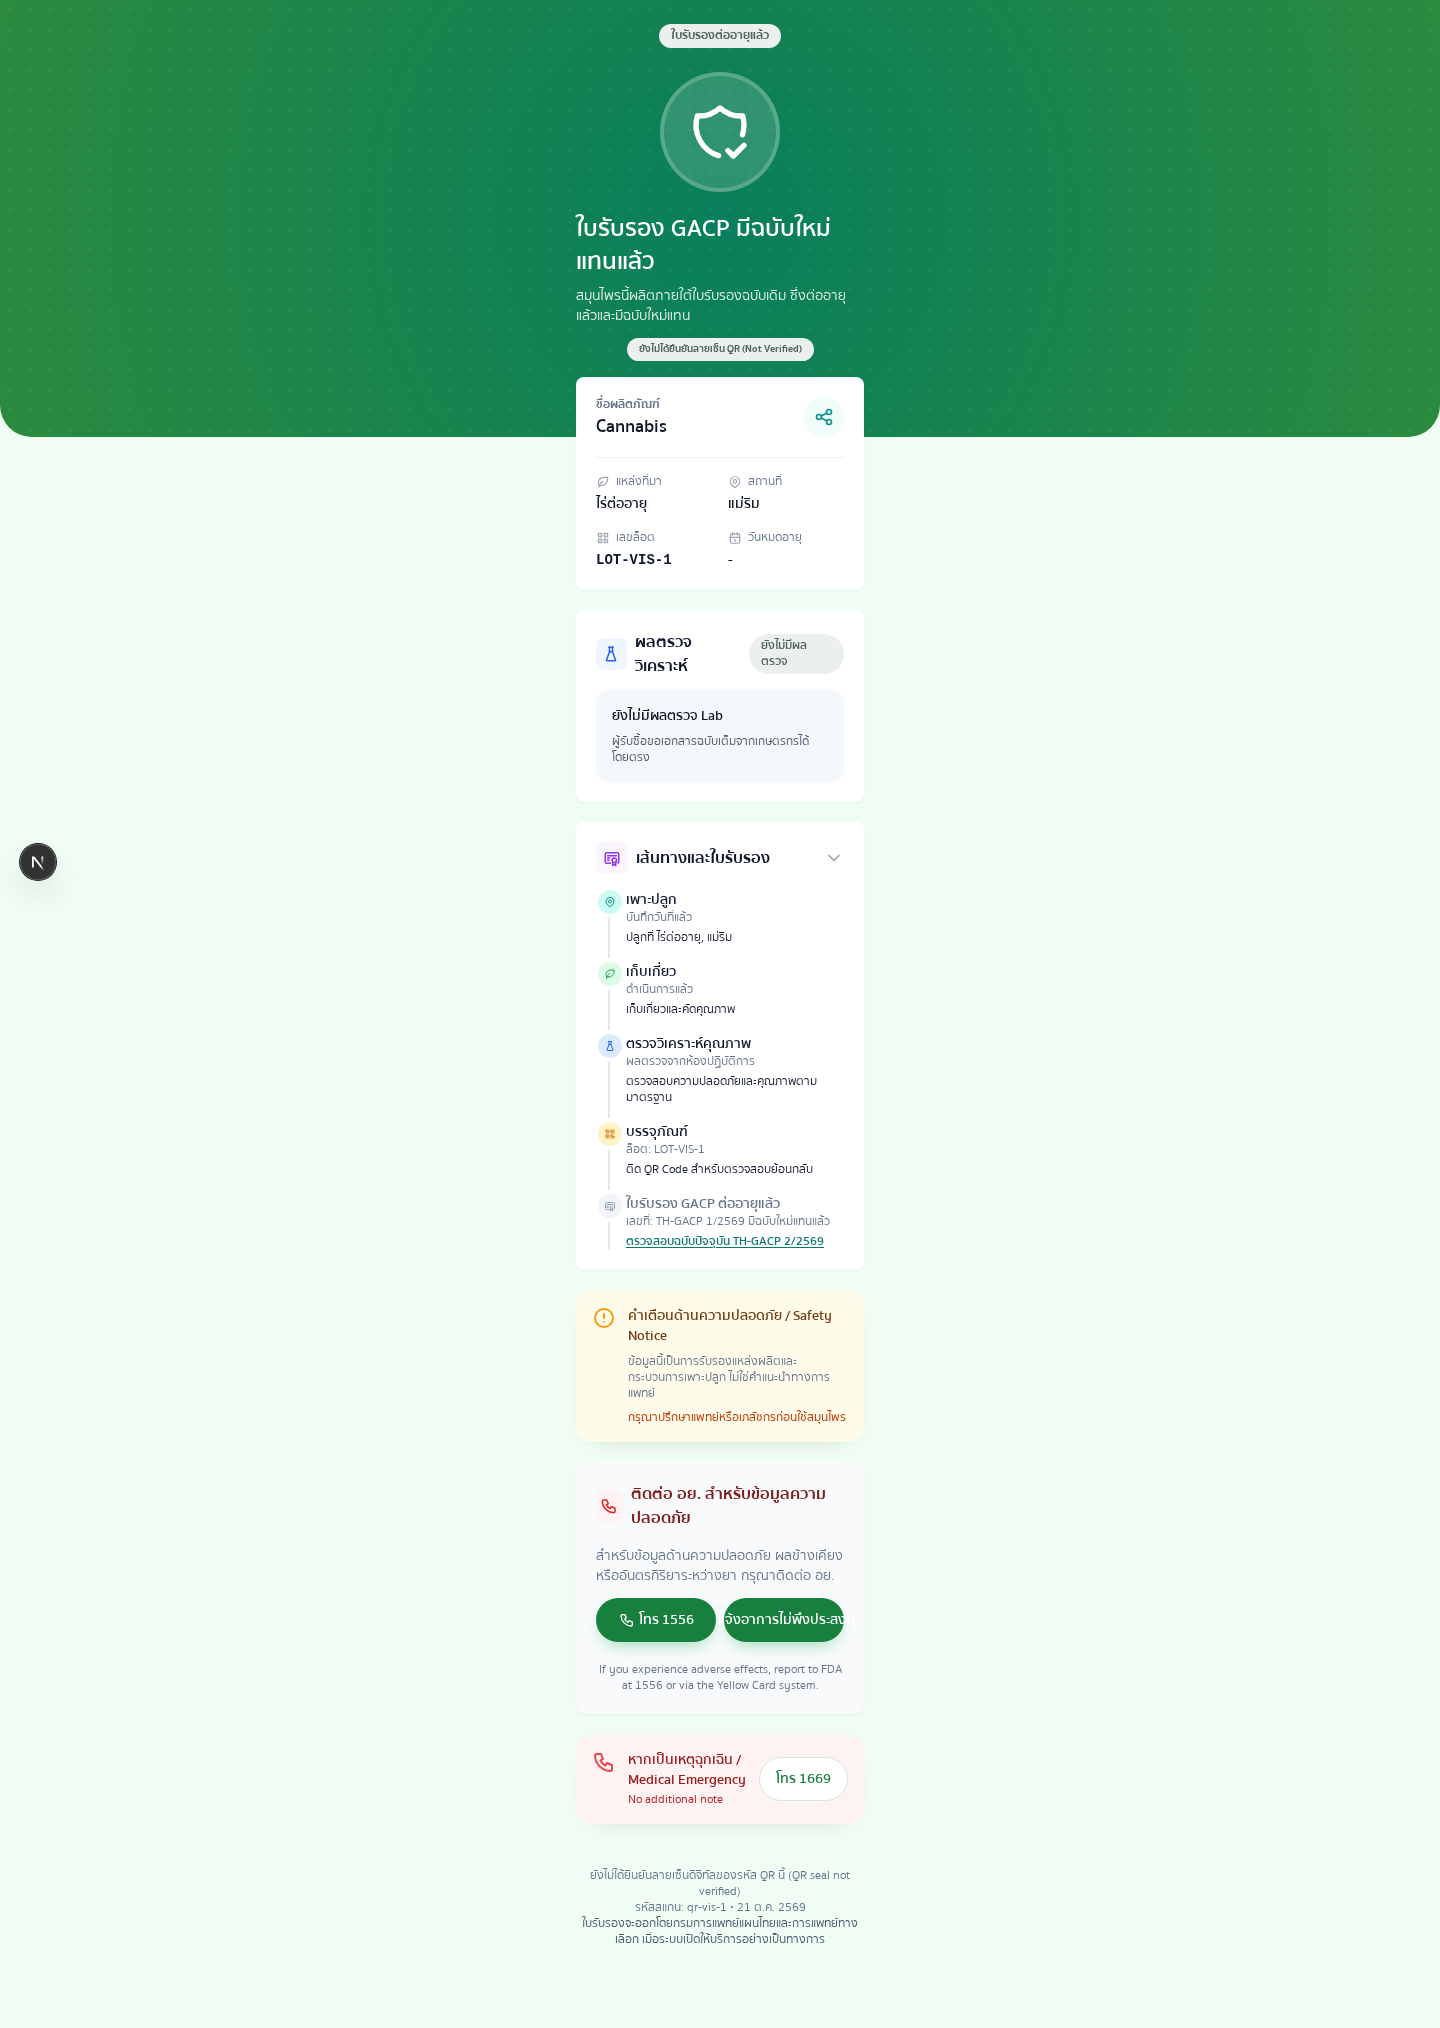 ใบรับรองต่ออายุแล้ว
ใบรับรอง GACP มีฉบับใหม่
แทนแล้ว
สมุนไพรนี้ผลิตภายใต้ใบรับรองฉบับเดิม ซึ่งต่ออายุ
แล้วและมีฉบับใหม่แทน
ยังไม่ได้ยืนยันลายเซ็น QR (Not Verified)
ชื่อผลิตภัณฑ์
Cannabis
แหล่งที่มา
สถานที่
ไร่ต่ออายุ
แม่ริม
เลขล็อต
วันหมดอายุ
LOT-VIS-1
-
ผลตรวจ
วิเคราะห์
ยังไม่มีผล
ตรวจ
ยังไม่มีผลตรวจ Lab
ผู้รับซื้อขอเอกสารฉบับเต็มจากเกษตรกรได้
โดยตรง
N
เส้นทางและใบรับรอง
เพาะปลูก
บันทึกวันที่แล้ว
ปลูกที่ ไร่ต่ออายุ, แม่ริม
เก็บเกี่ยว
ดำเนินการแล้ว
เก็บเกี่ยวและคัดคุณภาพ
ตรวจวิเคราะห์คุณภาพ
ผลตรวจจากห้องปฏิบัติการ
ตรวจสอบความปลอดภัยและคุณภาพตาม
มาตรฐาน
บรรจุภัณฑ์
ล็อต: LOT-VIS-1
ติด QR Code สำหรับตรวจสอบย้อนกลับ
ใบรับรอง GACP ต่ออายุแล้ว
เลขที่: TH-GACP 1/2569 มีฉบับใหม่แทนแล้ว
ตรวจสอบฉบับปัจจุบัน TH-GACP 2/2569
คำเตือนด้านความปลอดภัย / Safety
Notice
ข้อมูลนี้เป็นการรับรองแหล่งผลิตและ
กระบวนการเพาะปลูก ไม่ใช่คำแนะนำทางการ
แพทย์
กรุณาปรึกษาแพทย์หรือเภสัชกรก่อนใช้สมุนไพร
ติดต่อ อย. สำหรับข้อมูลความ
ปลอดภัย
สำหรับข้อมูลด้านความปลอดภัย ผลข้างเคียง
หรืออันตรกิริยาระหว่างยา กรุณาติดต่อ อย.
โทร 1556
จ้งอาการไม่พึงประสง
If you experience adverse effects, report to FDA
at 1556 or via the Yellow Card system.
หากเป็นเหตุฉุกเฉิน /
Medical Emergency
No additional note
โทร 1669
ยังไม่ได้ยืนยันลายเซ็นดิจิทัลของรหัส QR นี้ (QR seal not
verified)
รหัสสแกน: qr-vis-1 • 21 ต.ค. 2569
ใบรับรองจะออกโดยกรมการแพทย์แผนไทยและการแพทย์ทาง
เลือก เมื่อระบบเปิดให้บริการอย่างเป็นทางการ